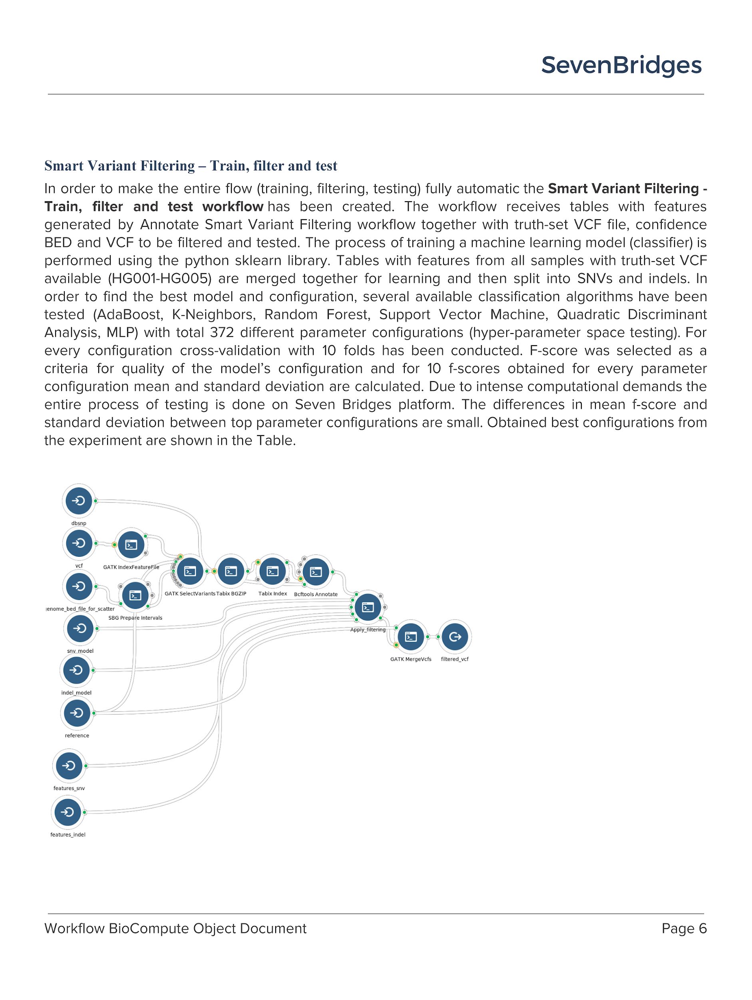 SevenBridges
Smart Variant Filtering – Train, filter and test
In order to make the entire flow (training, filtering, testing) fully automatic the Smart Variant Filtering -
Train, filter and test workflow has been created. The workflow receives tables with features
generated by Annotate Smart Variant Filtering workflow together with truth-set VCF file, confidence
BED and VCF to be filtered and tested. The process of training a machine learning model (classifier) is
performed using the python sklearn library. Tables with features from all samples with truth-set VCF
available (HG001-HG005) are merged together for learning and then split into SNVs and indels. In
order to find the best model and configuration, several available classification algorithms have been
tested (AdaBoost, K-Neighbors, Random Forest, Support Vector Machine, Quadratic Discriminant
Analysis, MLP) with total 372 different parameter configurations (hyper-parameter space testing). For
every configuration cross-validation with 10 folds has been conducted. F-score was selected as a
criteria for quality of the model’s configuration and for 10 f-scores obtained for every parameter
configuration mean and standard deviation are calculated. Due to intense computational demands the
entire process of testing is done on Seven Bridges platform. The differences in mean f-score and
standard deviation between top parameter configurations are small. Obtained best configurations from
the experiment are shown in the Table.
dbsnp
vcf
GATK IndexFeatureFile
GATK SelectVariants
Tabix BGZIP
Tabix Index
Bcftools Annotate
enome_bed_file_for_scatter
SBG Prepare Intervals
Apply_filtering
snv_model
GATK MergeVcfs
filtered_vcf
indel_model
reference
features_snv
features_indel
Workflow BioCompute Object Document
Page 6